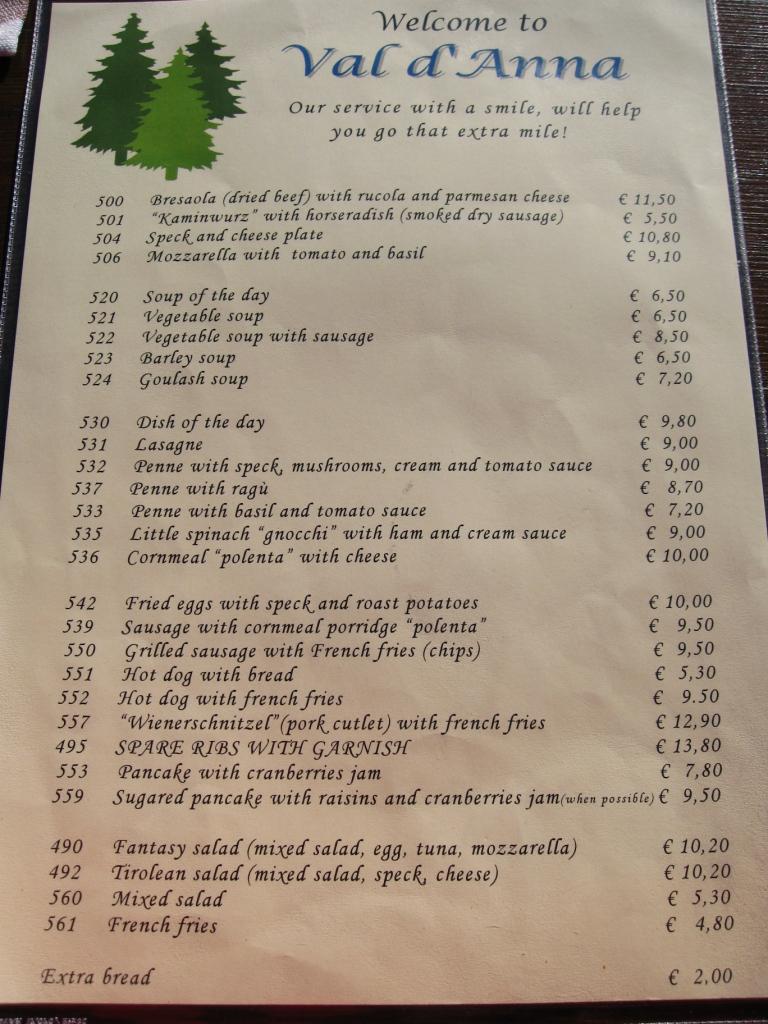 Welcome to
Val d'Anna
Our service with a smile, will help
you go that extra mile!
500 Bresaola (dried beef) with rucola and parmesan cheese € 11,50
501 "Kaminwurz" with horseradish (smoked dry sausage) € 5,50
504 Speck and cheese plate € 10,80
506 Mozzarella with tomato and basil € 9,10
520 Soup of the day € 6,50
521 Vegetable soup € 6,50
522 Vegetable soup with sausage € 8,50
523 Barley soup € 6,50
524 Goulash soup € 7,20
530 Dish of the day € 9,80
531 Lasagne € 9,00
532 Penne with speck, mushrooms, cream and tomato sauce € 9,00
537 Penne with ragù € 8,70
533 Penne with basil and tomato sauce € 7,20
535 Little spinach "gnocchi" with ham and cream sauce € 9,00
536 Cornmeal "polenta" with cheese € 10,00
542 Fried eggs with speck and roast potatoes € 10,00
539 Sausage with cornmeal porridge "polenta" € 9,50
550 Grilled sausage with French fries (chips) € 9,50
551 Hot dog with bread € 5,30
552 Hot dog with french fries € 9.50
557 "Wienerschnitzel"(pork cutlet) with french fries € 12,90
495 SPARE RIBS WITH GARNISH € 13,80
553 Pancake with cranberries jam € 7,80
559 Sugared pancake with raisins and cranberries jam(when possible) € 9,50
490 Fantasy salad (mixed salad, egg, tuna, mozzarella) € 10,20
492 Tirolean salad (mixed salad, speck, cheese) € 10,20
560 Mixed salad € 5,30
561 French fries € 4,80
Extra bread € 2,00